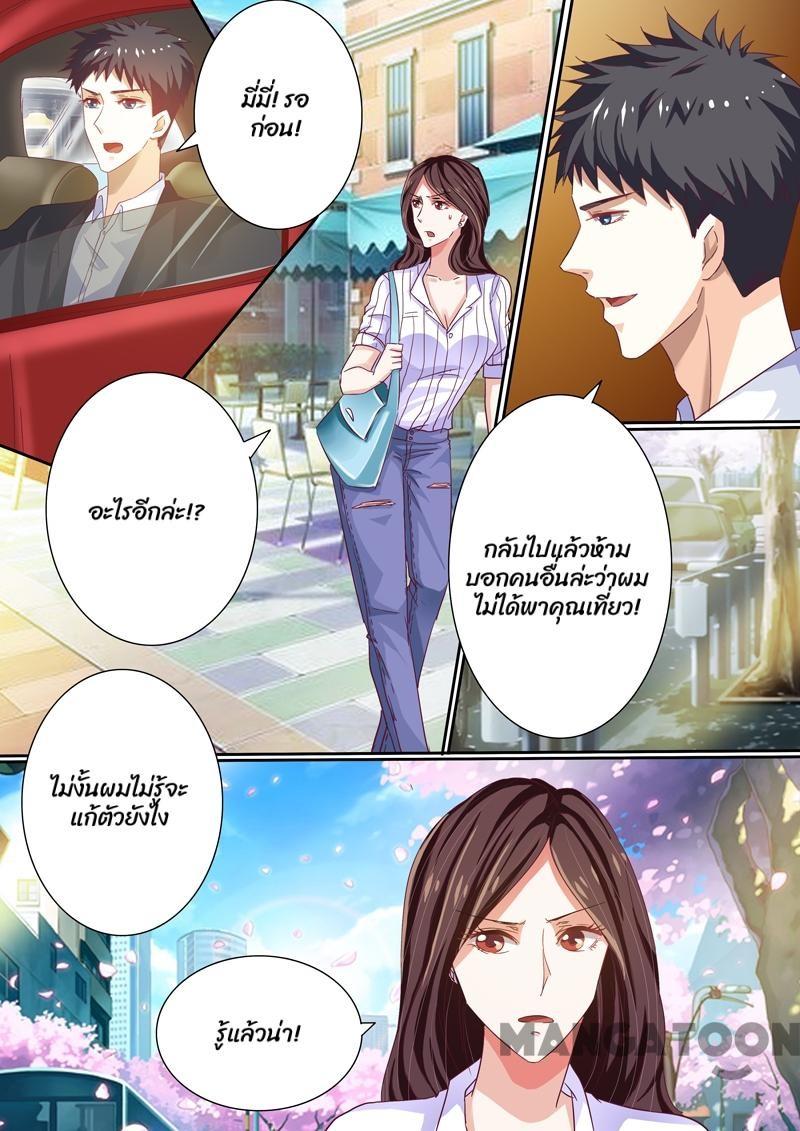 มี่มี่! รอ
ก่อน!
อะไรอีกล่ะ!?
กลับไปแล้วห้าม
บอกคนอื่นล่ะว่าผม
ไม่ได้พาคุณเที่ยว!
ไม่งั้นผมไม่รู้จะ
แก้ตัวยังไง
รู้แล้วน่า!
MANGATOON